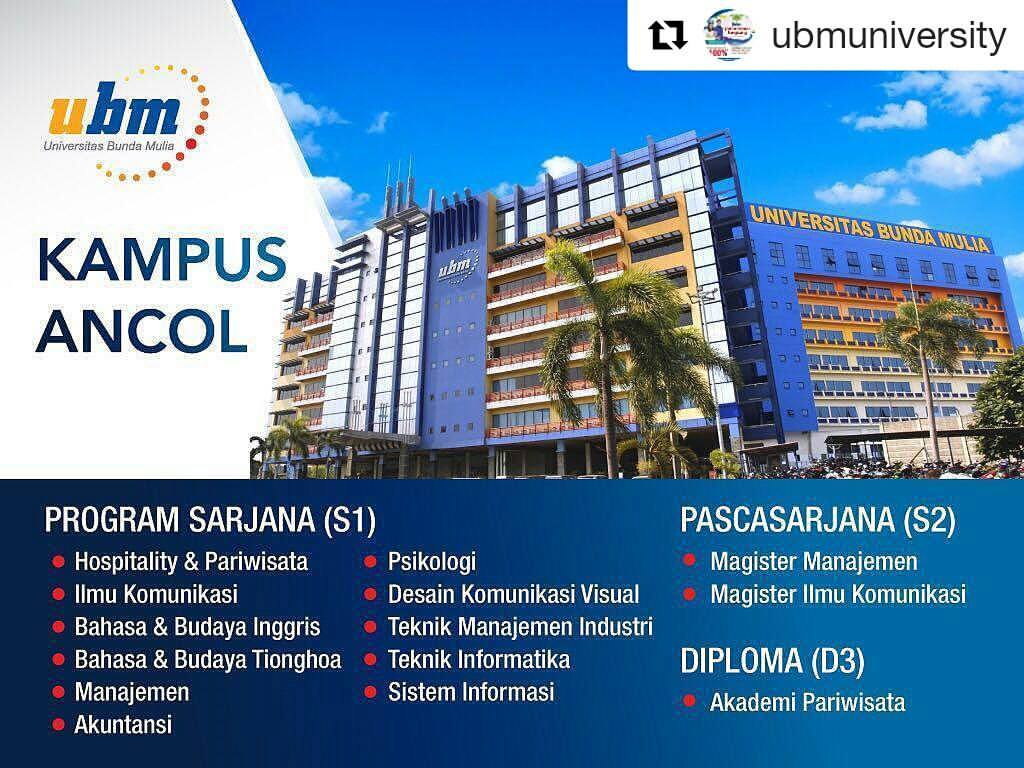 ubmuniversity
ubm
Universitas Bunda Mulia
KAMPUS
ANCOL
ubm
UNIVERSITAS BUNDA MULIA
PROGRAM SARJANA (S1)
Hospitality & Pariwisata
Ilmu Komunikasi
Bahasa & Budaya Inggris
Bahasa & Budaya Tionghoa
Manajemen
Akuntansi
Psikologi
Desain Komunikasi Visual
Teknik Manajemen Industri
Teknik Informatika
Sistem Informasi
PASCASARJANA (S2)
Magister Manajemen
Magister Ilmu Komunikasi
DIPLOMA (D3)
Akademi Pariwisata